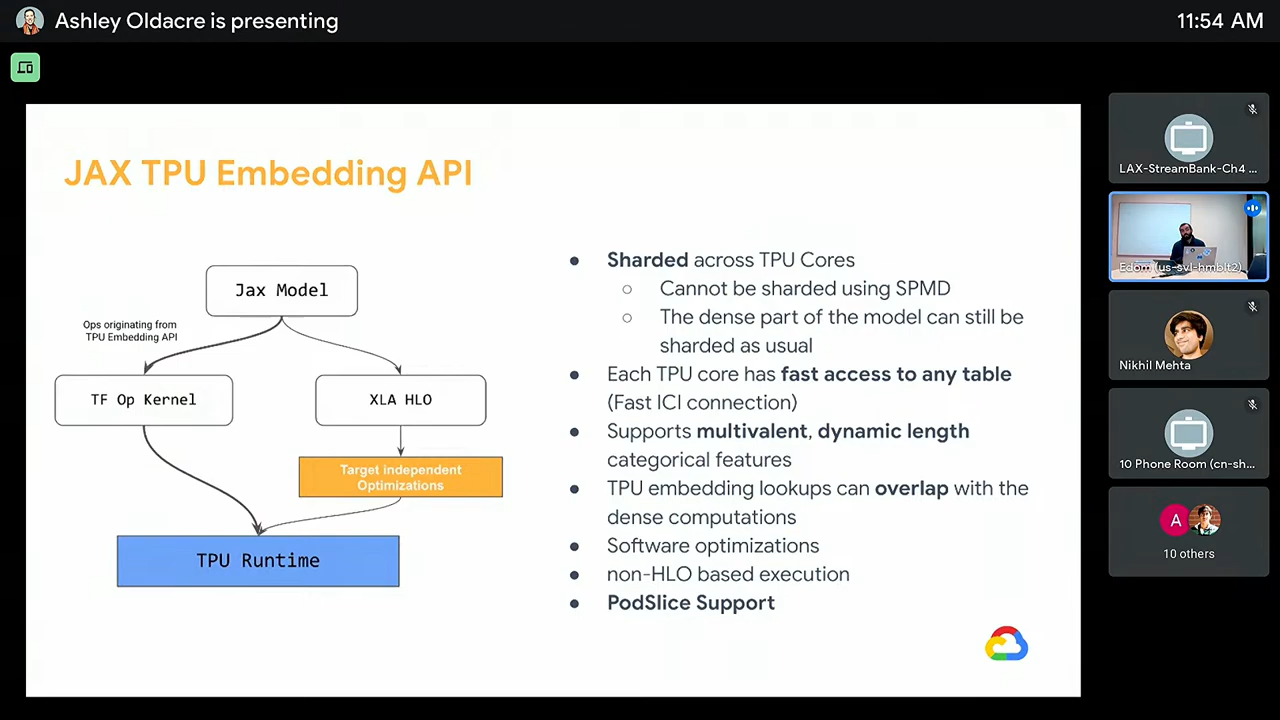 Ashley Oldacre is presenting
11:54 AM
JAX TPU Embedding API
Jax Model
Ops originating from
TPU Embedding API
TF Op Kernel
XLA HLO
Target independent
Optimizations
TPU Runtime
● Sharded across TPU Cores
○ Cannot be sharded using SPMD
○ The dense part of the model can still be
sharded as usual
● Each TPU core has fast access to any table
(Fast ICI connection)
● Supports multivalent, dynamic length
categorical features
● TPU embedding lookups can overlap with the
dense computations
● Software optimizations
● non-HLO based execution
● PodSlice Support
LAX-StreamBank-Ch4 ...
Edom (us-svl-hmblt2)
Nikhil Mehta
10 Phone Room (cn-sh...
A
10 others